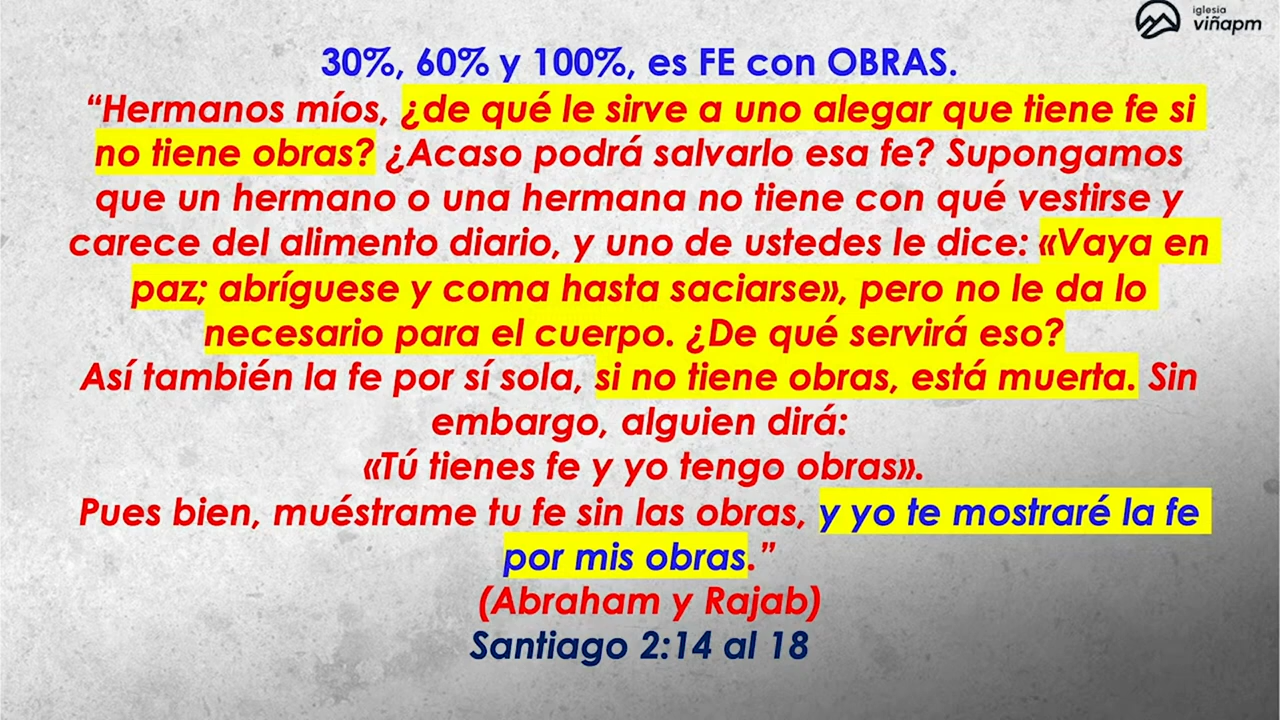 iglesia
viñapm
30%, 60% y 100%, es FE con OBRAS.
“Hermanos míos, ¿de qué le sirve a uno alegar que tiene fe si
no tiene obras? ¿Acaso podrá salvarlo esa fe? Supongamos
que un hermano o una hermana no tiene con qué vestirse y
carece del alimento diario, y uno de ustedes le dice: «Vaya en
paz; abríguese y coma hasta saciarse», pero no le da lo
necesario para el cuerpo. ¿De qué servirá eso?
Así también la fe por sí sola, si no tiene obras, está muerta. Sin
embargo, alguien dirá:
«Tú tienes fe y yo tengo obras».
Pues bien, muéstrame tu fe sin las obras, y yo te mostraré la fe
por mis obras.”
(Abraham y Rajab)
Santiago 2:14 al 18